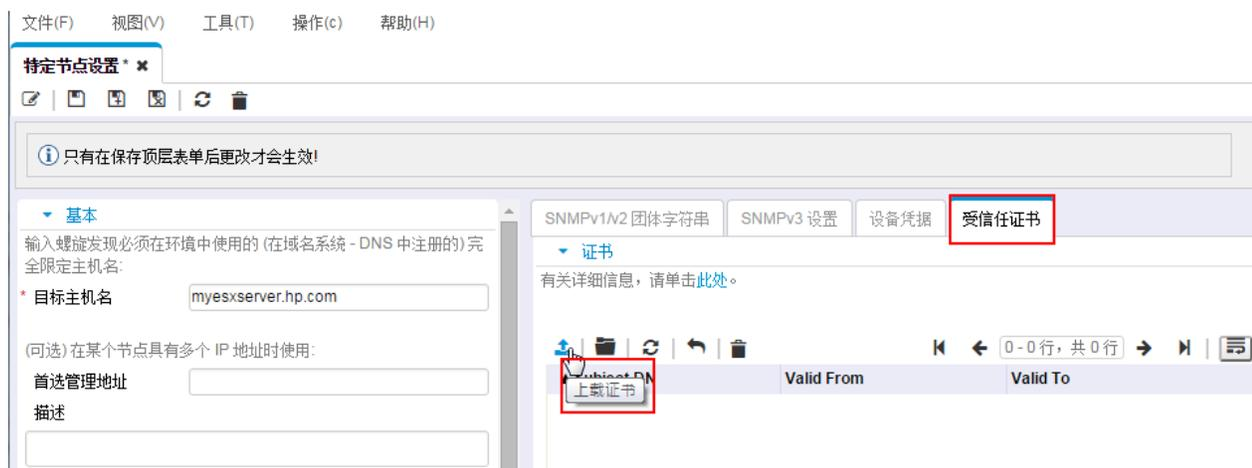 文件(F) 视图(V) 工具(T) 操作(c) 帮助(H)
特定节点设置 * ✖
只有在保存顶层表单后更改才会生效!
基本
输入螺旋发现必须在环境中使用的 (在域名系统 - DNS 中注册的) 完
全限定主机名:
* 目标主机名 myesxserver.hp.com
(可选) 在某个节点具有多个 IP 地址时使用:
首选管理地址
描述
SNMPv1/v2 团体字符串 SNMPv3 设置 设备凭据 受信任证书
证书
有关详细信息，请单击此处。
0 - 0 行，共 0 行
Subject DN Valid From Valid To
上载证书